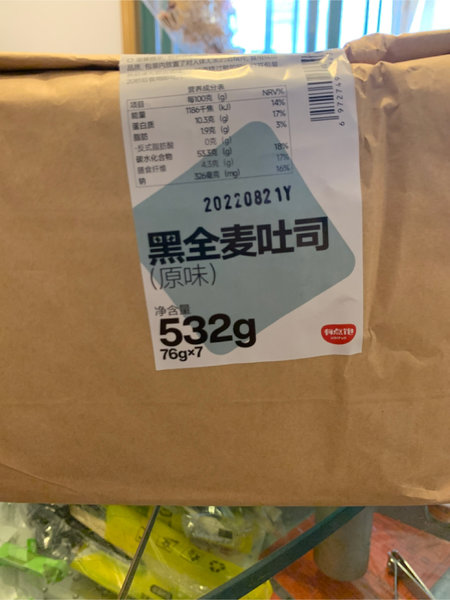 营养成分表
项目 每100克 (g) NRV%
能量 1186千焦 (kJ) 14%
蛋白质 10.3克 (g) 17%
脂肪 1.9克 (g) 3%
-反式脂肪酸 0克 (g)
碳水化合物 53.3克 (g) 18%
膳食纤维 4.3克 (g) 17%
钠 326毫克 (mg) 16%
6 972749
20220821Y
黑全麦吐司
(原味)
净含量
532g
76g×7